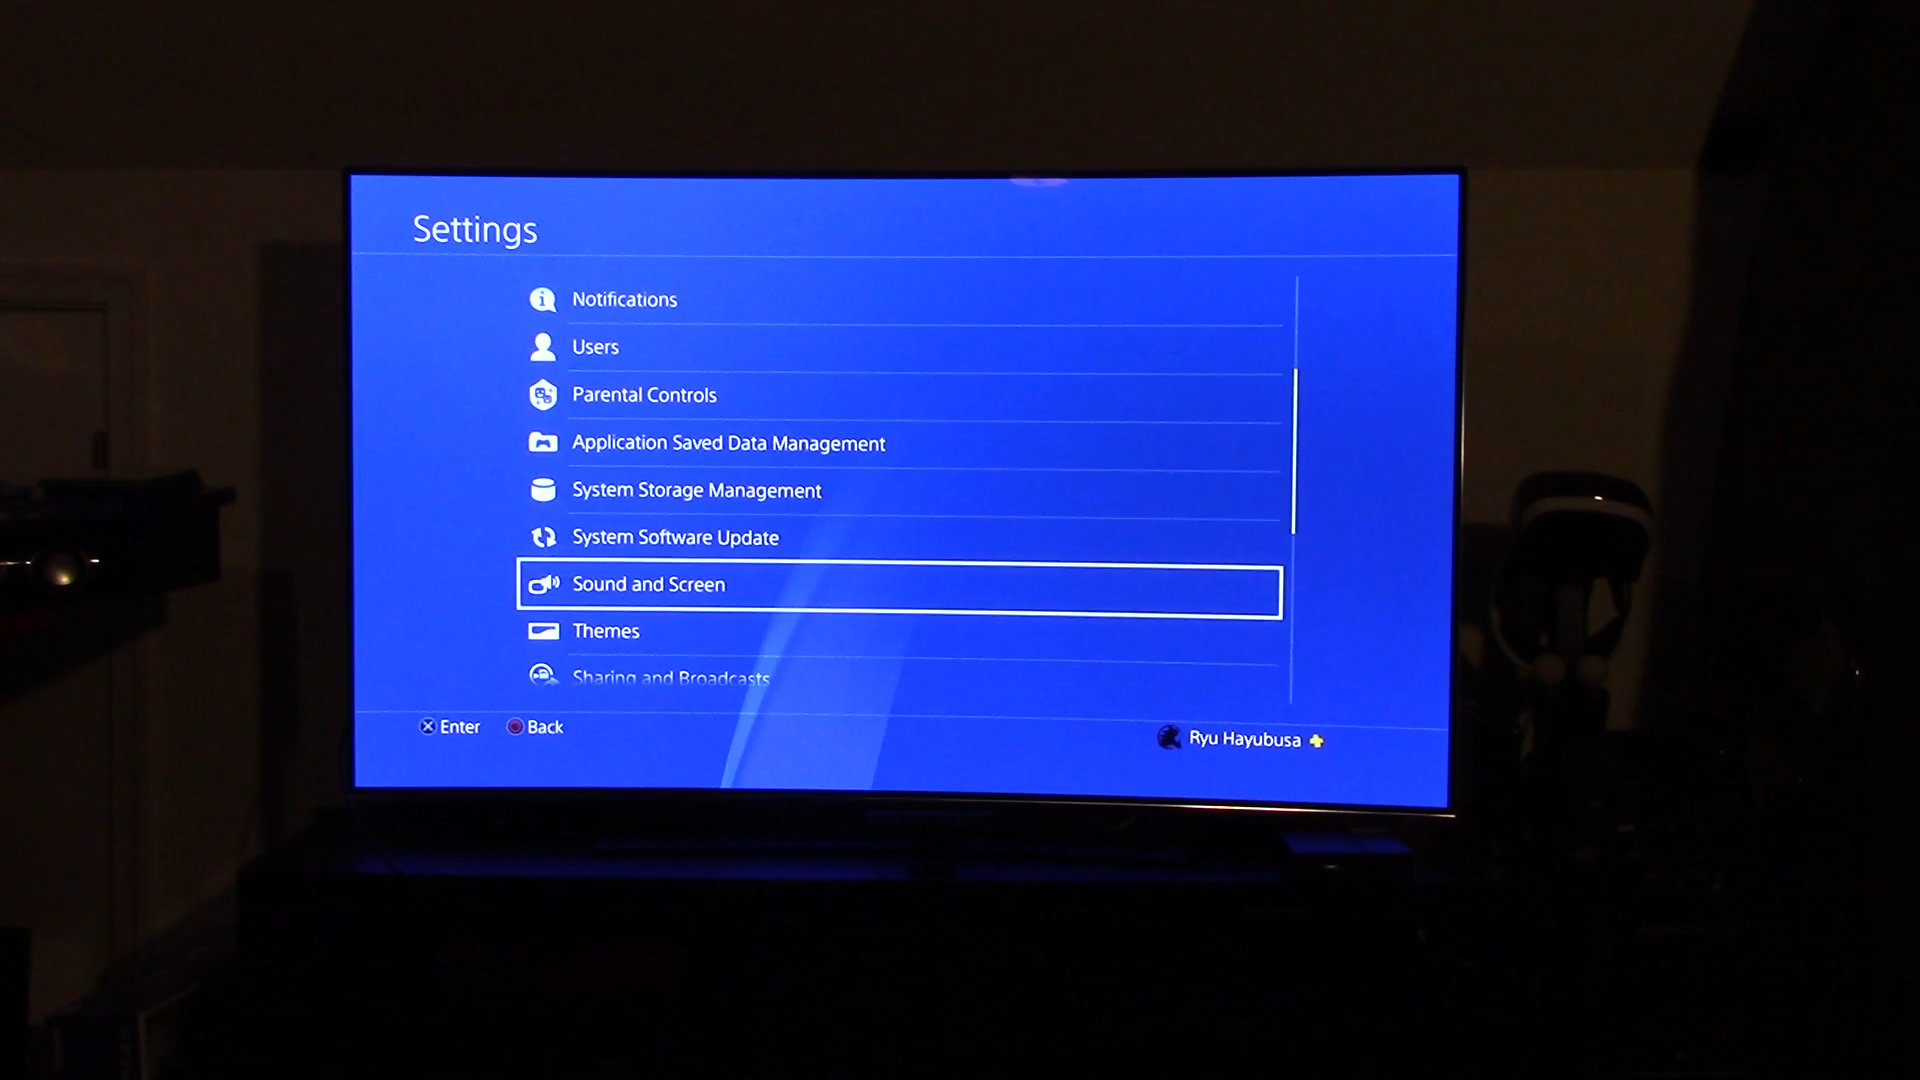 Settings
Notifications
Users
Parental Controls
Application Saved Data Management
System Storage Management
System Software Update
Sound and Screen
Themes
Sharing and Broadcasts
Enter
Back
Ryu Hayubusa